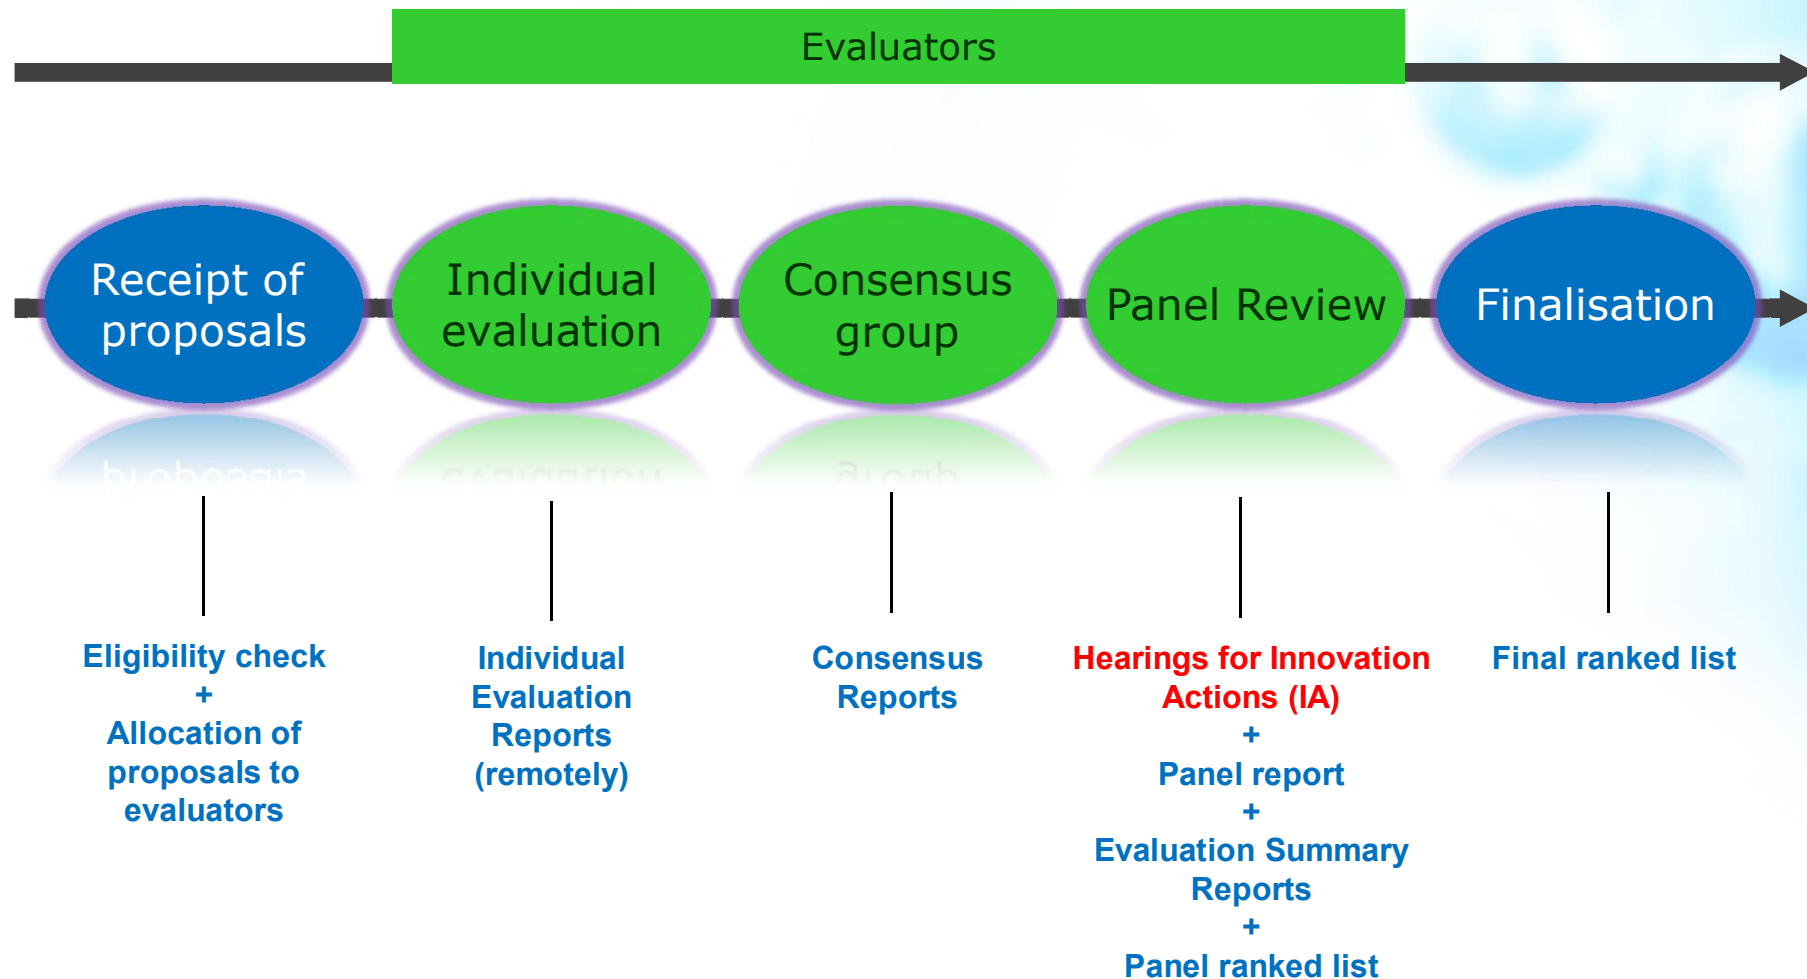 Evaluators
Receipt of
proposals
Individual
evaluation
Consensus
group
Panel Review
Finalisation
Eligibility check
+
Allocation of
proposals to
evaluators
Individual
Evaluation
Reports
(remotely)
Consensus
Reports
Hearings for Innovation
Actions (IA)
+
Panel report
+
Evaluation Summary
Reports
+
Panel ranked list
Final ranked list